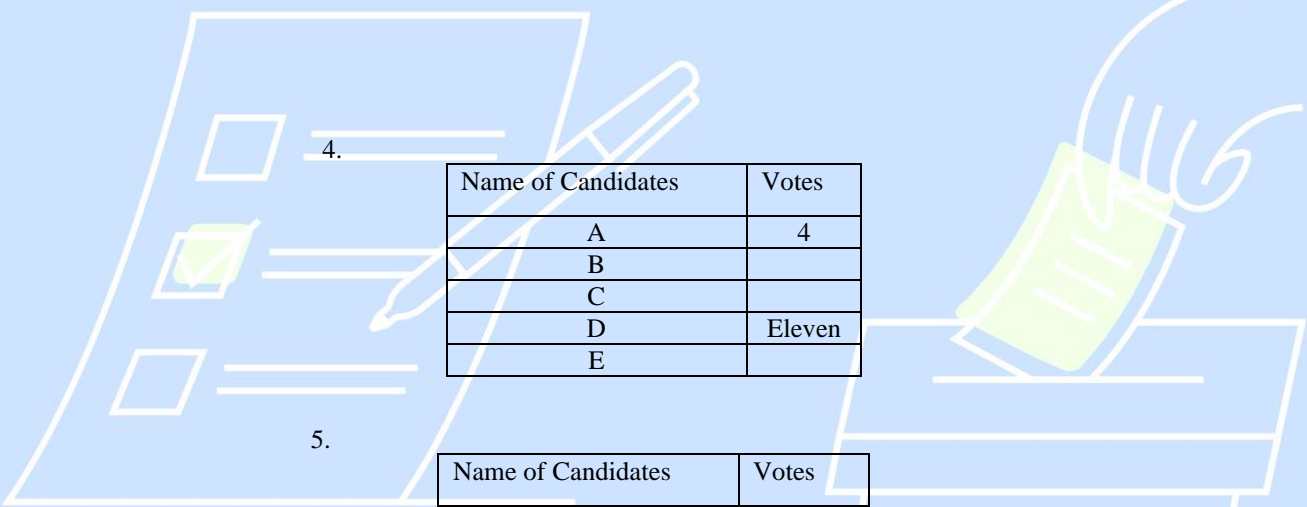 4.
Name of Candidates Votes
A 4
B
C
D Eleven
E
5.
Name of Candidates Votes